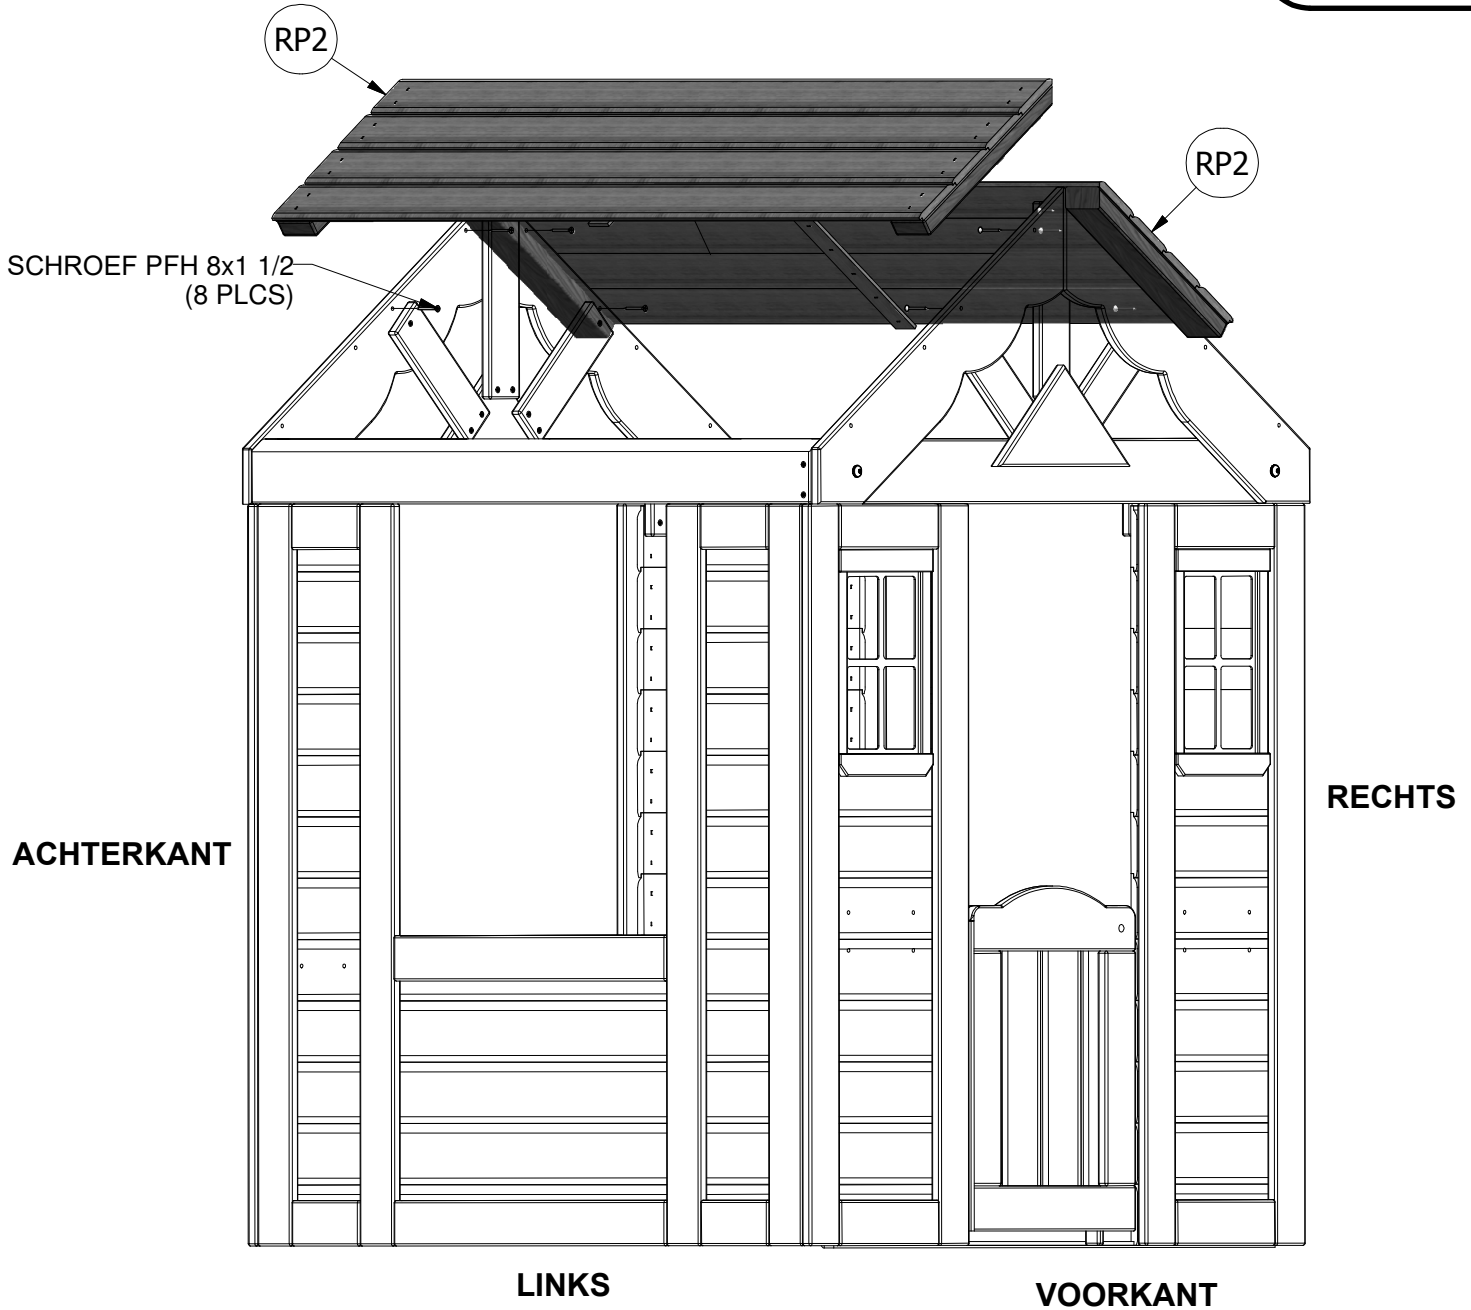 RP2
RP2
SCHROEF PFH 8x1 1/2
(8 PLCS)
RECHTS
ACHTERKANT
LINKS
VOORKANT